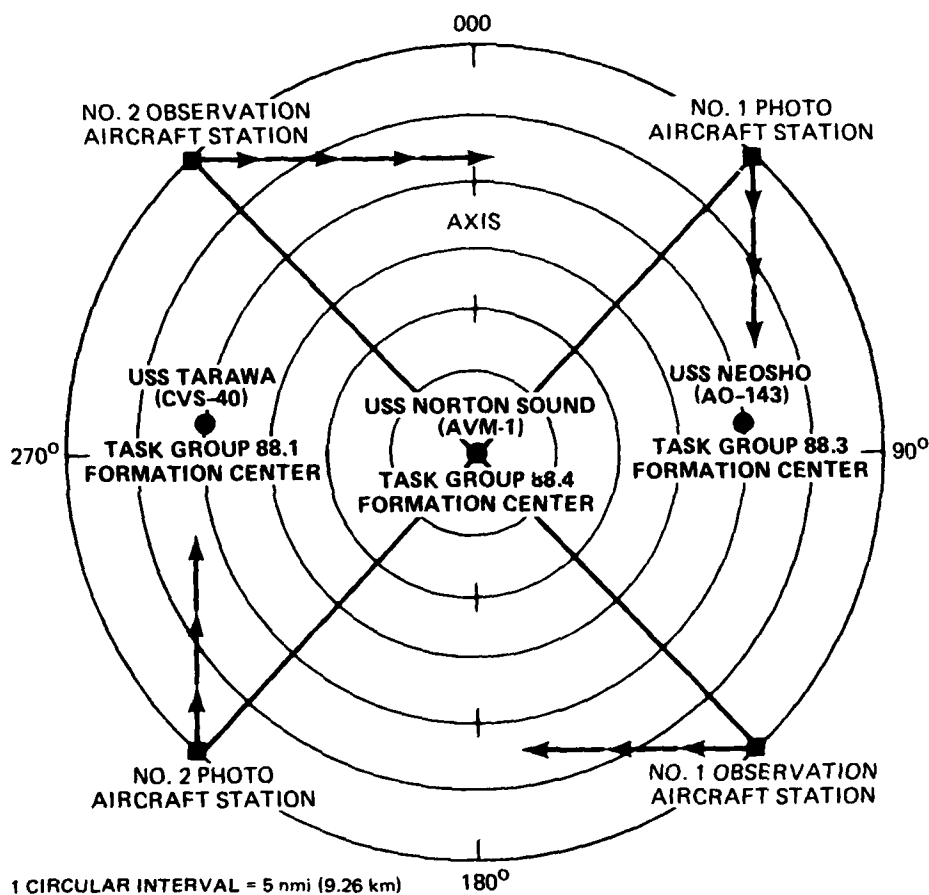 000
NO. 2 OBSERVATION
AIRCRAFT STATION
NO. 1 PHOTO
AIRCRAFT STATION
AXIS
USS TARAWA
(CVS-40)
USS NORTON SOUND
(AVM-1)
USS NEOSHO
(AO-143)
270°
TASK GROUP 88.1
FORMATION CENTER
TASK GROUP 88.4
FORMATION CENTER
TASK GROUP 88.3
FORMATION CENTER
90°
NO. 2 PHOTO
AIRCRAFT STATION
NO. 1 OBSERVATION
AIRCRAFT STATION
1 CIRCULAR INTERVAL = 5 nmi (9.26 km)
180°